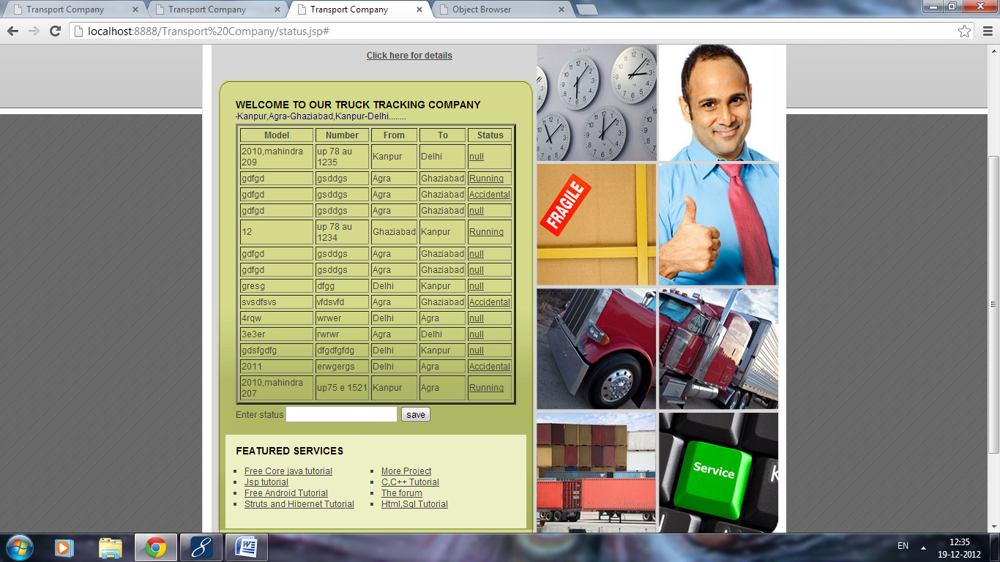 Transport Company
Transport Company
Transport Company
Object Browser
localhost:8888/Transport%20Company/status.jsp#
Click here for details
WELCOME TO OUR TRUCK TRACKING COMPANY
-Kanpur,Agra-Ghaziabad,Kanpur-Delhi........
Model Number From To Status
2010,mahindra 209 up 78 au 1235 Kanpur Delhi null
gdfgd gsddgs Agra Ghaziabad Running
gdfgd gsddgs Agra Ghaziabad Accidental
gdfgd gsddgs Agra Ghaziabad null
12 up 78 au 1234 Ghaziabad Kanpur Running
gdfgd gsddgs Agra Ghaziabad null
gdfgd gsddgs Agra Ghaziabad null
gresg dfgg Delhi Kanpur null
svsdfsvs vfdsvfd Agra Ghaziabad Accidental
4rqw wrwer Delhi Agra null
3e3er rwrwr Agra Delhi null
gdsfgdfg dfgdfgfdg Delhi Kanpur null
2011 erwgergs Delhi Agra Accidental
2010,mahindra 207 up75 e 1521 Kanpur Agra Running
Enter status save
FEATURED SERVICES
Free Core java tutorial
Jsp tutorial
Free Android Tutorial
Struts and Hibernet Tutorial
More Project
C,C++ Tutorial
The forum
Html,Sql Tutorial
FRAGILE
Service
K
EN
12:35
19-12-2012